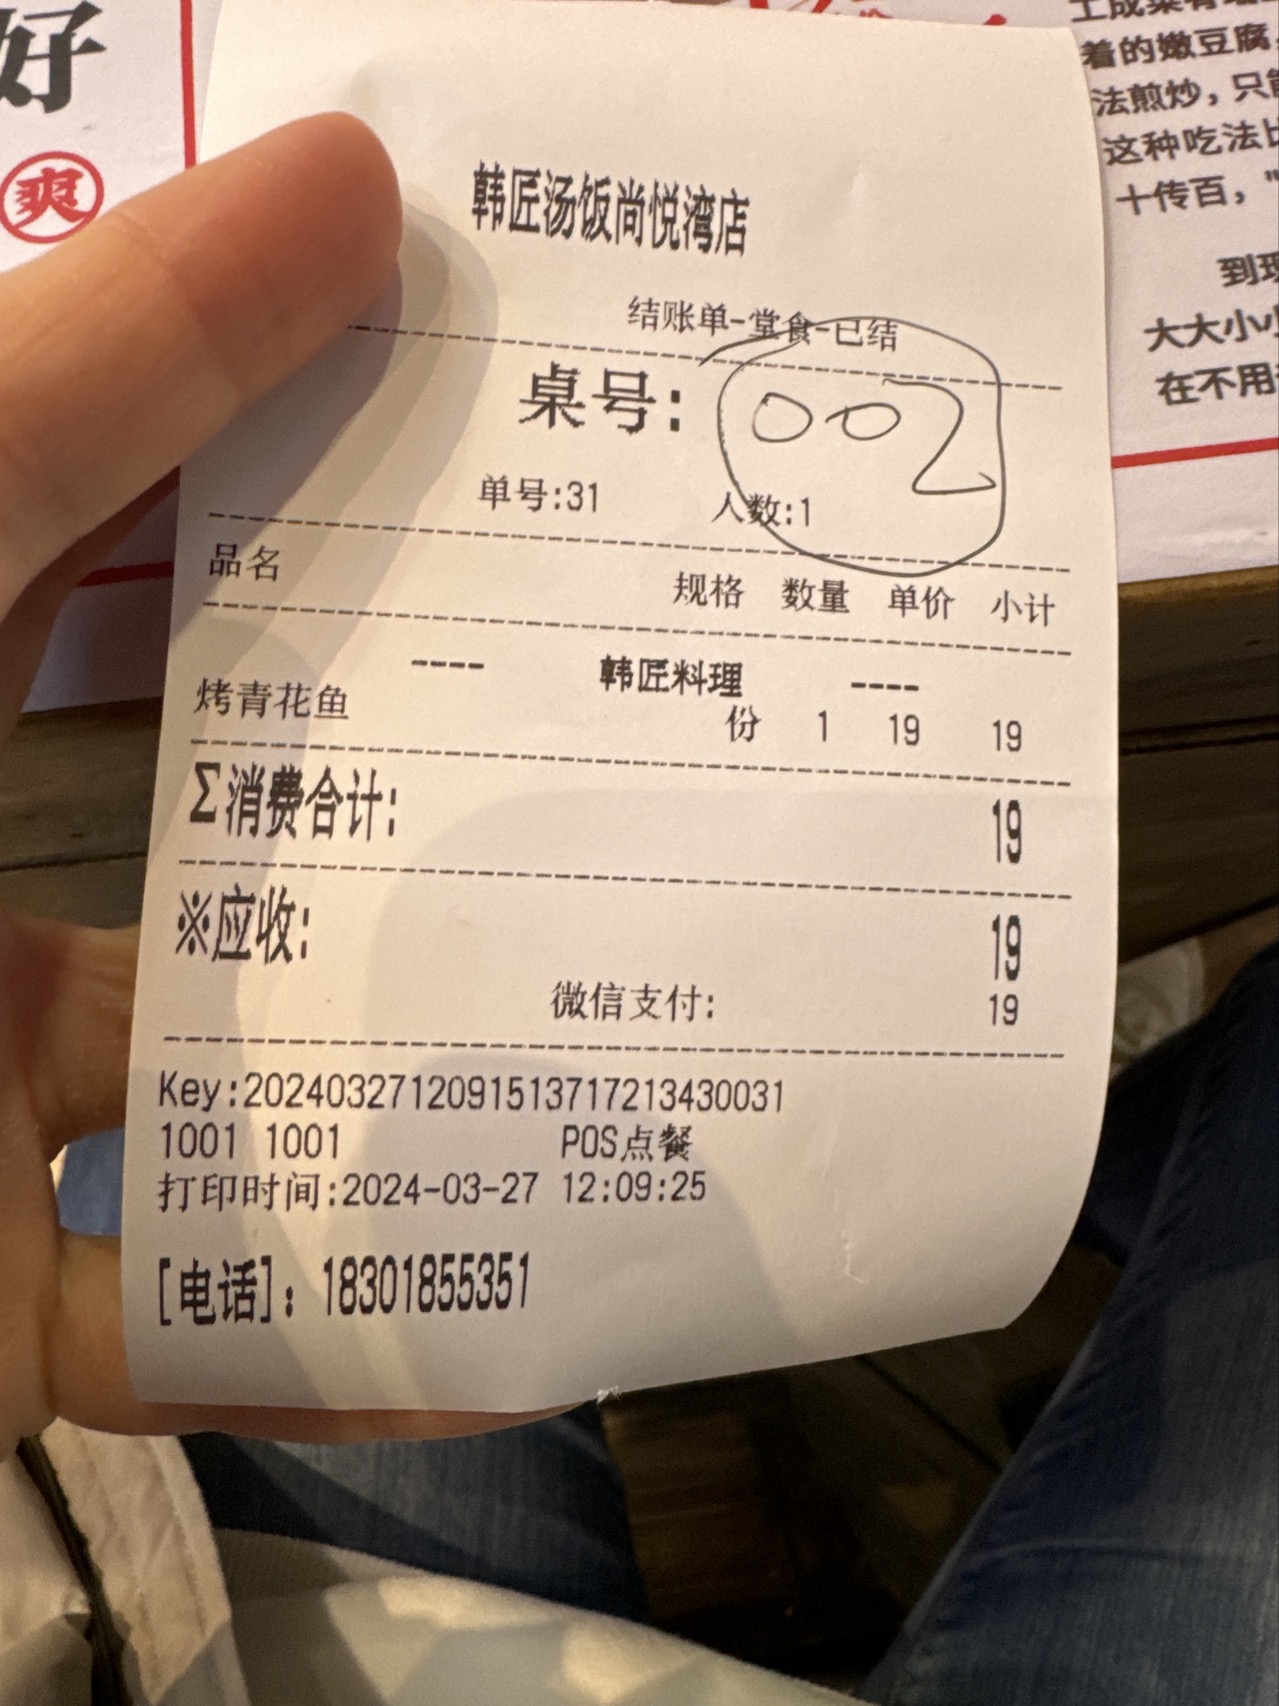 好
爽
着的嫩豆腐，
法煎炒，只
这种吃法
十传百，"
到现
大大小小
在不用
韩匠汤饭尚悦湾店
结账单-堂食-已结
桌号: 002
单号:31 人数:1
品名 规格 数量 单价 小计
---- 韩匠料理 ----
烤青花鱼 份 1 19 19
Σ消费合计: 19
※应收: 19
微信支付: 19
Key:2024032712091513717213430031
1001 1001 POS点餐
打印时间:2024-03-27 12:09:25
[电话]: 18301855351